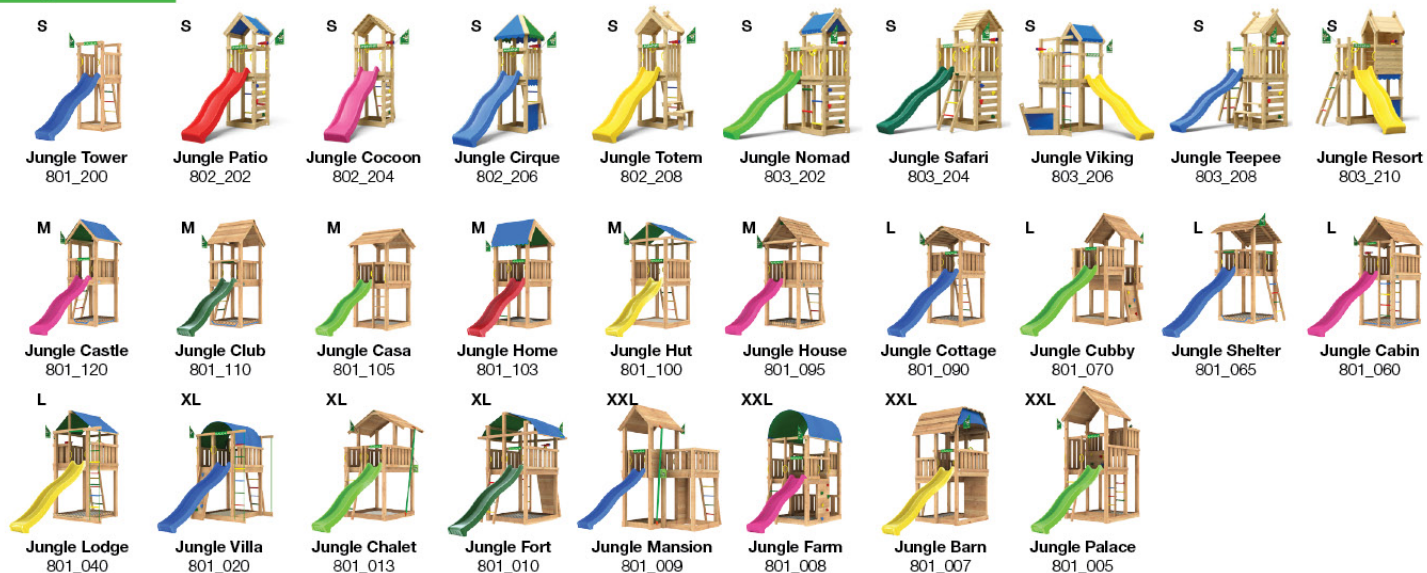 S S S S S S S S S S
Jungle Tower Jungle Patio Jungle Cocoon Jungle Cirque Jungle Totem Jungle Nomad Jungle Safari Jungle Viking Jungle Teepee Jungle Resort
801_200 802_202 802_204 802_206 802_208 803_202 803_204 803_206 803_208 803_210
M M M M M M L L L L
Jungle Castle Jungle Club Jungle Casa Jungle Home Jungle Hut Jungle House Jungle Cottage Jungle Cubby Jungle Shelter Jungle Cabin
801_120 801_110 801_105 801_103 801_100 801_095 801_090 801_070 801_065 801_060
L XL XL XL XXL XXL XXL XXL
Jungle Lodge Jungle Villa Jungle Chalet Jungle Fort Jungle Mansion Jungle Farm Jungle Barn Jungle Palace
801_040 801_020 801_013 801_010 801_009 801_008 801_007 801_005